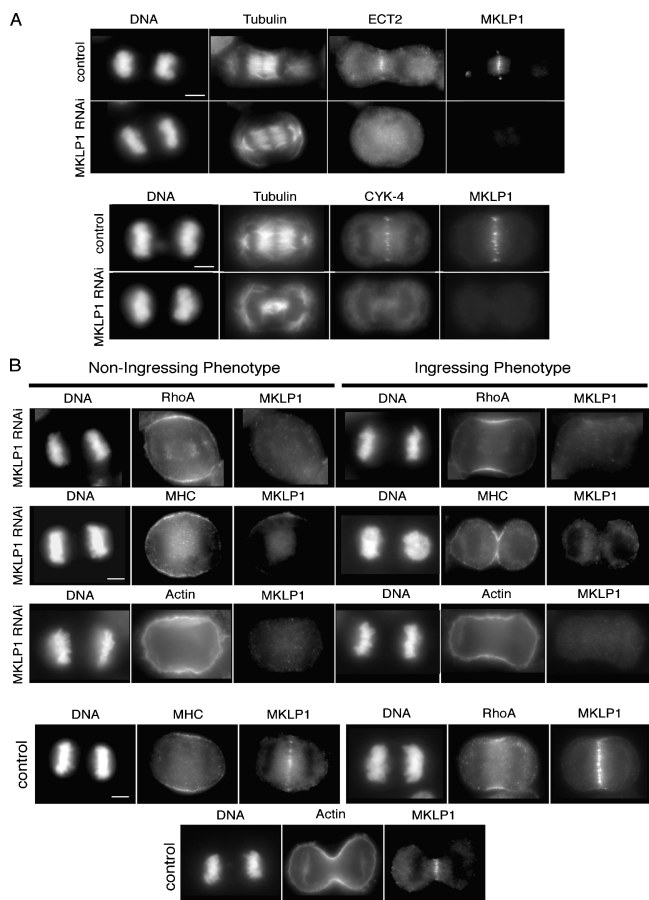 A
DNA Tubulin ECT2 MKLP1
control
MKLP1 RNAi
DNA Tubulin CYK-4 MKLP1
control
MKLP1 RNAi
B
Non-Ingressing Phenotype Ingressing Phenotype
DNA RhoA MKLP1 DNA RhoA MKLP1
MKLP1 RNAi
DNA MHC MKLP1 DNA MHC MKLP1
MKLP1 RNAi
DNA Actin MKLP1 DNA Actin MKLP1
MKLP1 RNAi
DNA MHC MKLP1 DNA RhoA MKLP1
control
DNA Actin MKLP1
control